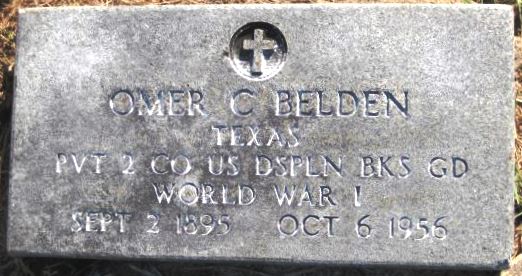 OMER C BELDEN
TEXAS
PVT 2 CO US DSPLN BKS GD
WORLD WAR I
SEPT 2 1895 OCT 6 1956